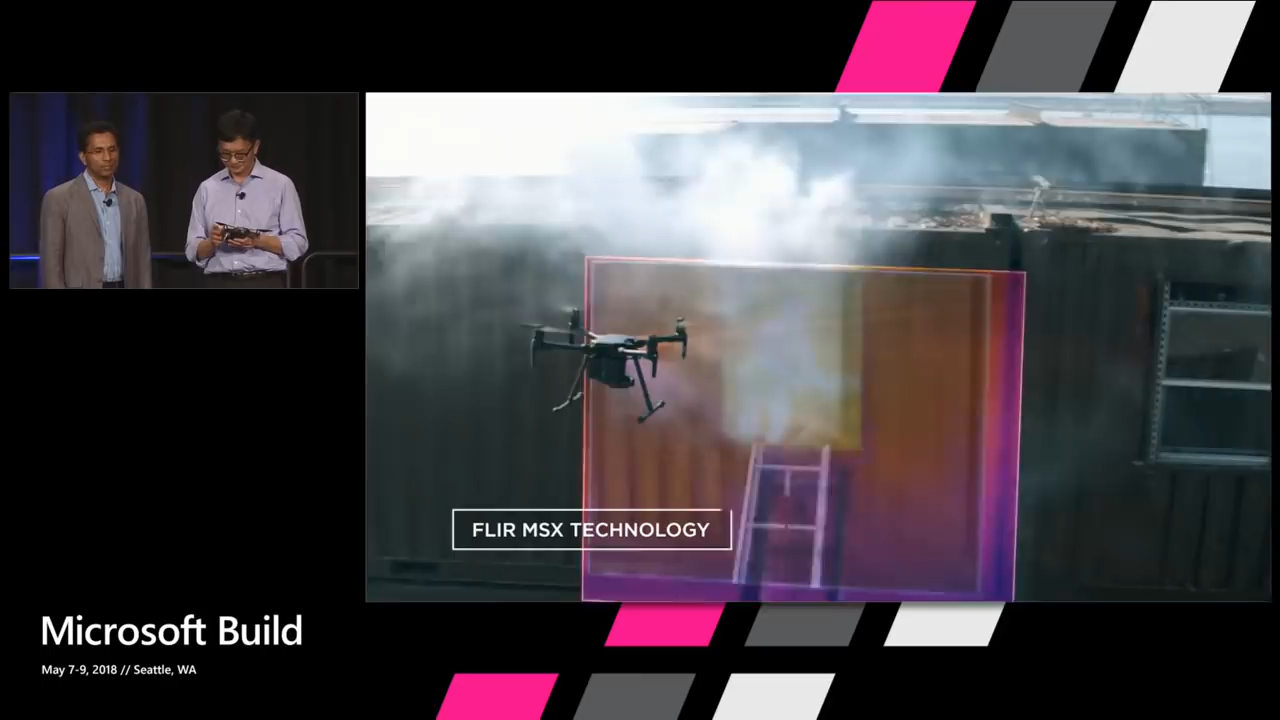 FLIR MSX TECHNOLOGY
Microsoft Build
May 7-9, 2018 // Seattle, WA